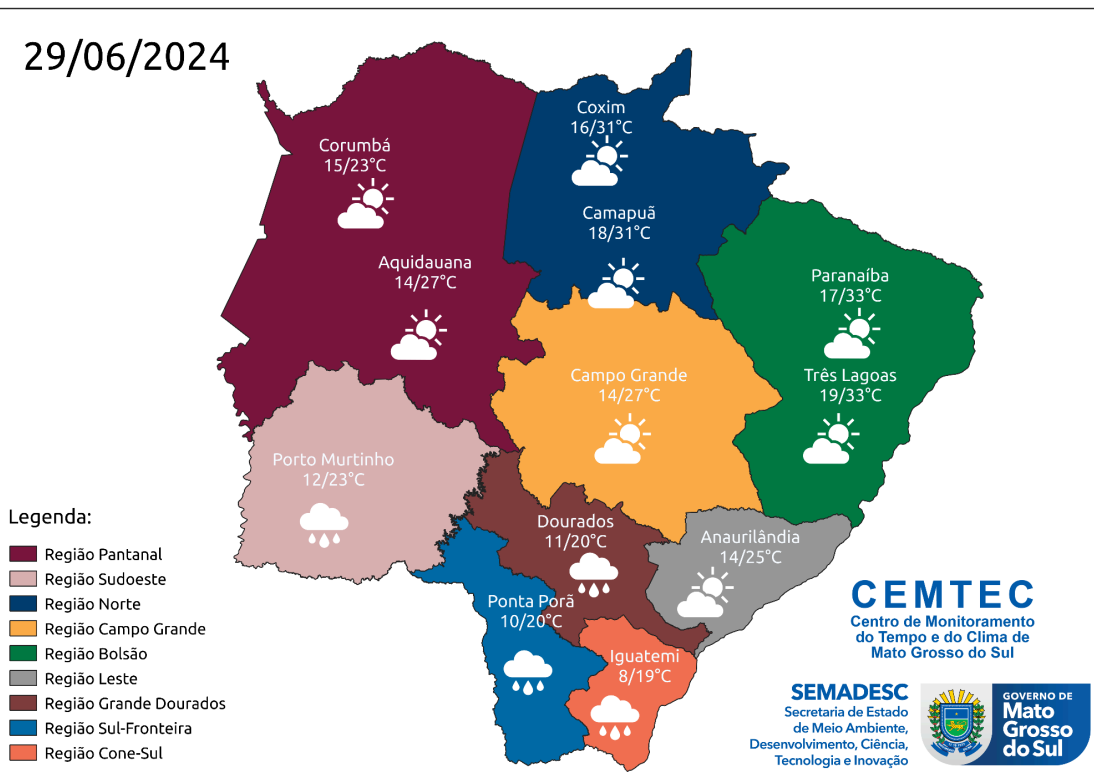 29/06/2024
Coxim
16/31°C
Corumbá
15/23°C
Camapuã
18/31°C
Aquidauana
14/27°C
Paranaíba
17/33°C
Campo Grande
14/27°C
Três Lagoas
19/33°C
Porto Murtinho
12/23°C
Dourados
11/20°C
Anaurilândia
14/25°C
Ponta Porã
10/20°C
Iguatemi
8/19°C
Legenda:
Região Pantanal
Região Sudoeste
Região Norte
Região Campo Grande
Região Bolsão
Região Leste
Região Grande Dourados
Região Sul-Fronteira
Região Cone-Sul
CEMTEC
Centro de Monitoramento
do Tempo e do Clima de
Mato Grosso do Sul
SEMADESC
Secretaria de Estado
de Meio Ambiente,
Desenvolvimento, Ciência,
Tecnologia e Inovação
GOVERNO DE
Mato
Grosso
do Sul